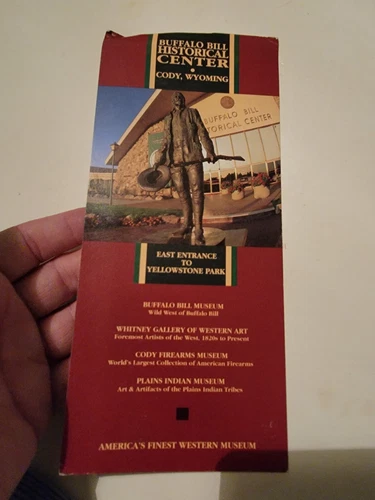 BUFFALO BILL
HISTORICAL
CENTER
•
CODY, WYOMING
BUFFALO BILL
HISTORICAL CENTER
EAST ENTRANCE
TO
YELLOWSTONE PARK
BUFFALO BILL MUSEUM
Wild West of Buffalo Bill
WHITNEY GALLERY OF WESTERN ART
Foremost Artists of the West, 1820s to Present
CODY FIREARMS MUSEUM
World's Largest Collection of American Firearms
PLAINS INDIAN MUSEUM
Art & Artifacts of the Plains Indian Tribes
AMERICA'S FINEST WESTERN MUSEUM